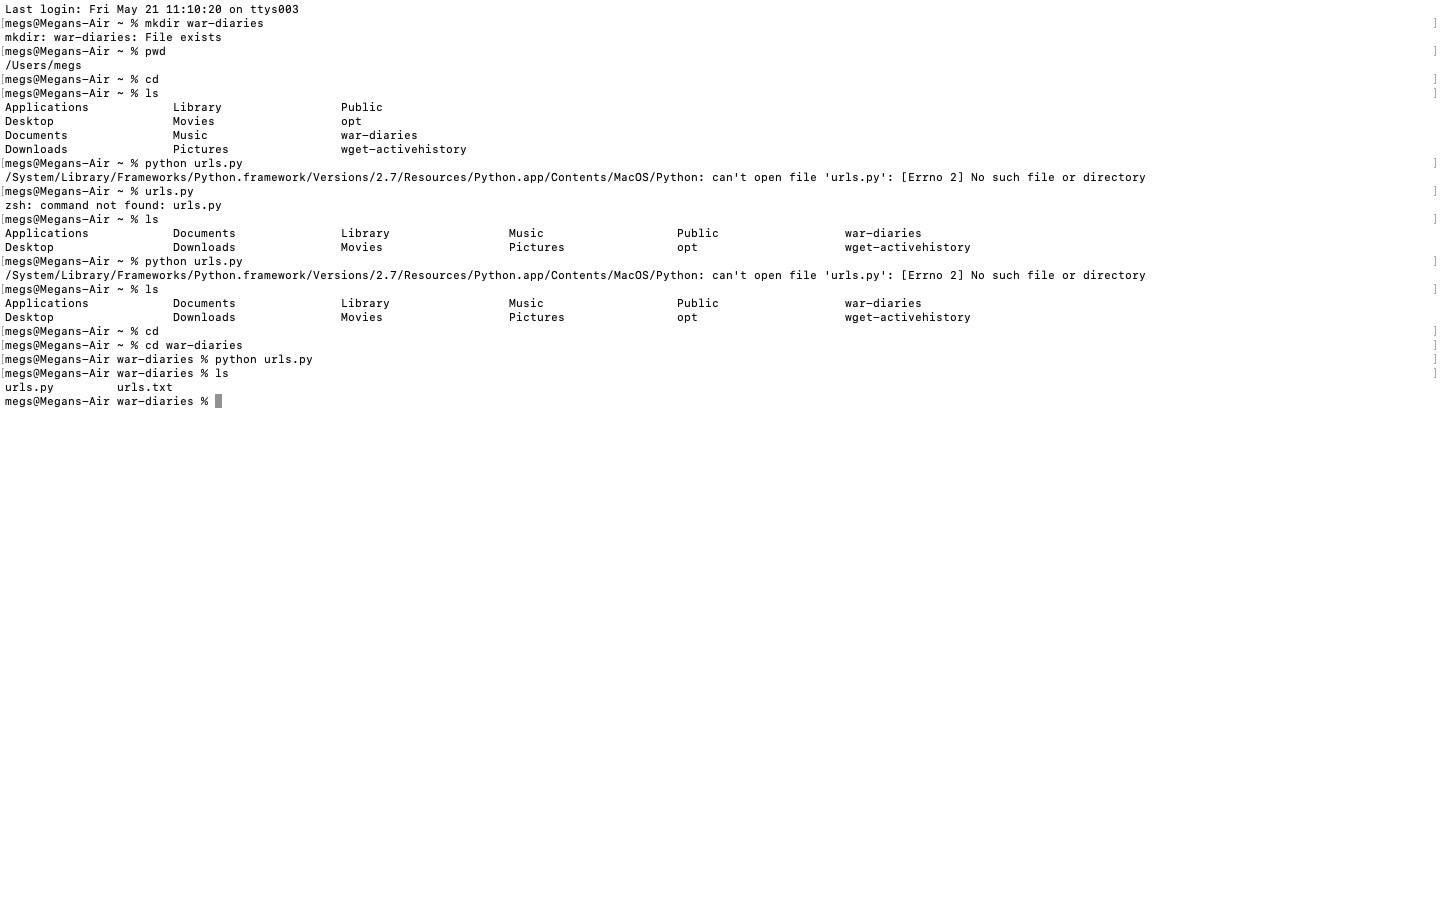 Last login: Fri May 21 11:10:20 on ttys003
[megs@Megans-Air ~ % mkdir war-diaries ]
mkdir: war-diaries: File exists
[megs@Megans-Air ~ % pwd ]
/Users/megs
[megs@Megans-Air ~ % cd ]
[megs@Megans-Air ~ % ls ]
Applications Library Public
Desktop Movies opt
Documents Music war-diaries
Downloads Pictures wget-activehistory
[megs@Megans-Air ~ % python urls.py ]
/System/Library/Frameworks/Python.framework/Versions/2.7/Resources/Python.app/Contents/MacOS/Python: can't open file 'urls.py': [Errno 2] No such file or directory
[megs@Megans-Air ~ % urls.py ]
zsh: command not found: urls.py
[megs@Megans-Air ~ % ls ]
Applications Documents Library Music Public war-diaries
Desktop Downloads Movies Pictures opt wget-activehistory
[megs@Megans-Air ~ % python urls.py ]
/System/Library/Frameworks/Python.framework/Versions/2.7/Resources/Python.app/Contents/MacOS/Python: can't open file 'urls.py': [Errno 2] No such file or directory
[megs@Megans-Air ~ % ls ]
Applications Documents Library Music Public war-diaries
Desktop Downloads Movies Pictures opt wget-activehistory
[megs@Megans-Air ~ % cd ]
[megs@Megans-Air ~ % cd war-diaries ]
[megs@Megans-Air war-diaries % python urls.py ]
[megs@Megans-Air war-diaries % ls ]
urls.py urls.txt
megs@Megans-Air war-diaries %